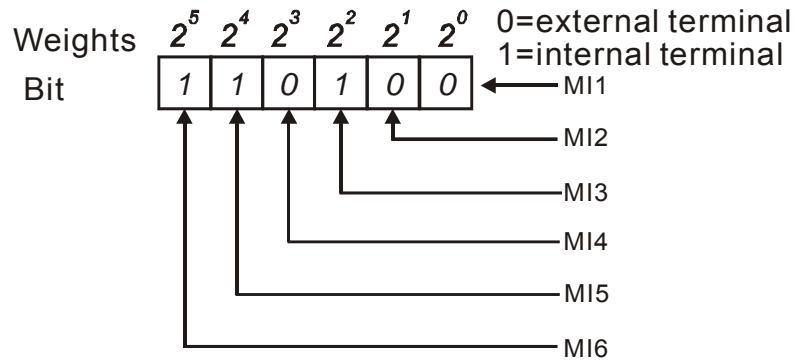 Weights 2^5 2^4 2^3 2^2 2^1 2^0 0=external terminal
1=internal terminal
Bit 1 1 0 1 0 0 MI1
MI2
MI3
MI4
MI5
MI6